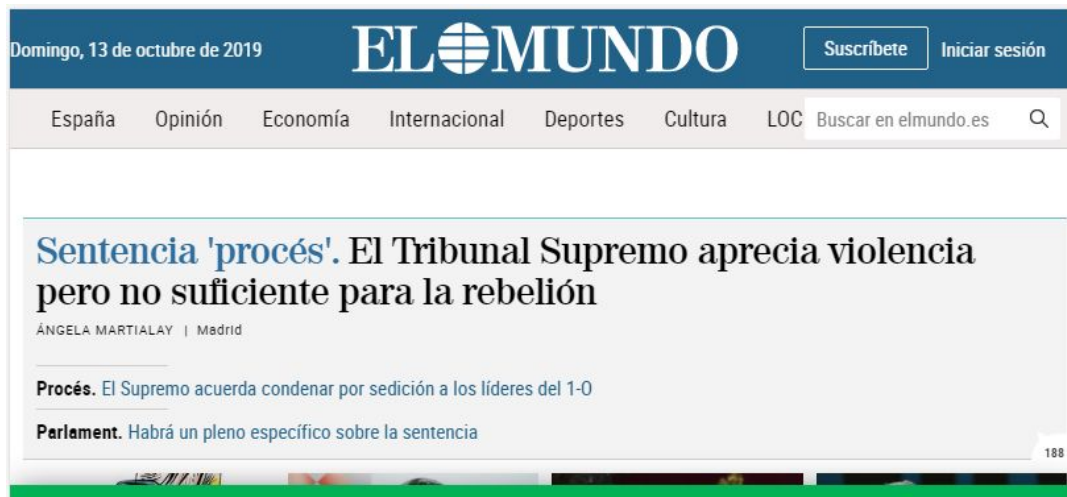 Domingo, 13 de octubre de 2019 EL MUNDO Suscríbete Iniciar sesión
España Opinión Economía Internacional Deportes Cultura LOC Buscar en elmundo.es
Sentencia 'procés'. El Tribunal Supremo aprecia violencia
pero no suficiente para la rebelión
ÁNGELA MARTIALAY | Madrid
Procés. El Supremo acuerda condenar por sedición a los líderes del 1-O
Parlament. Habrá un pleno específico sobre la sentencia
188